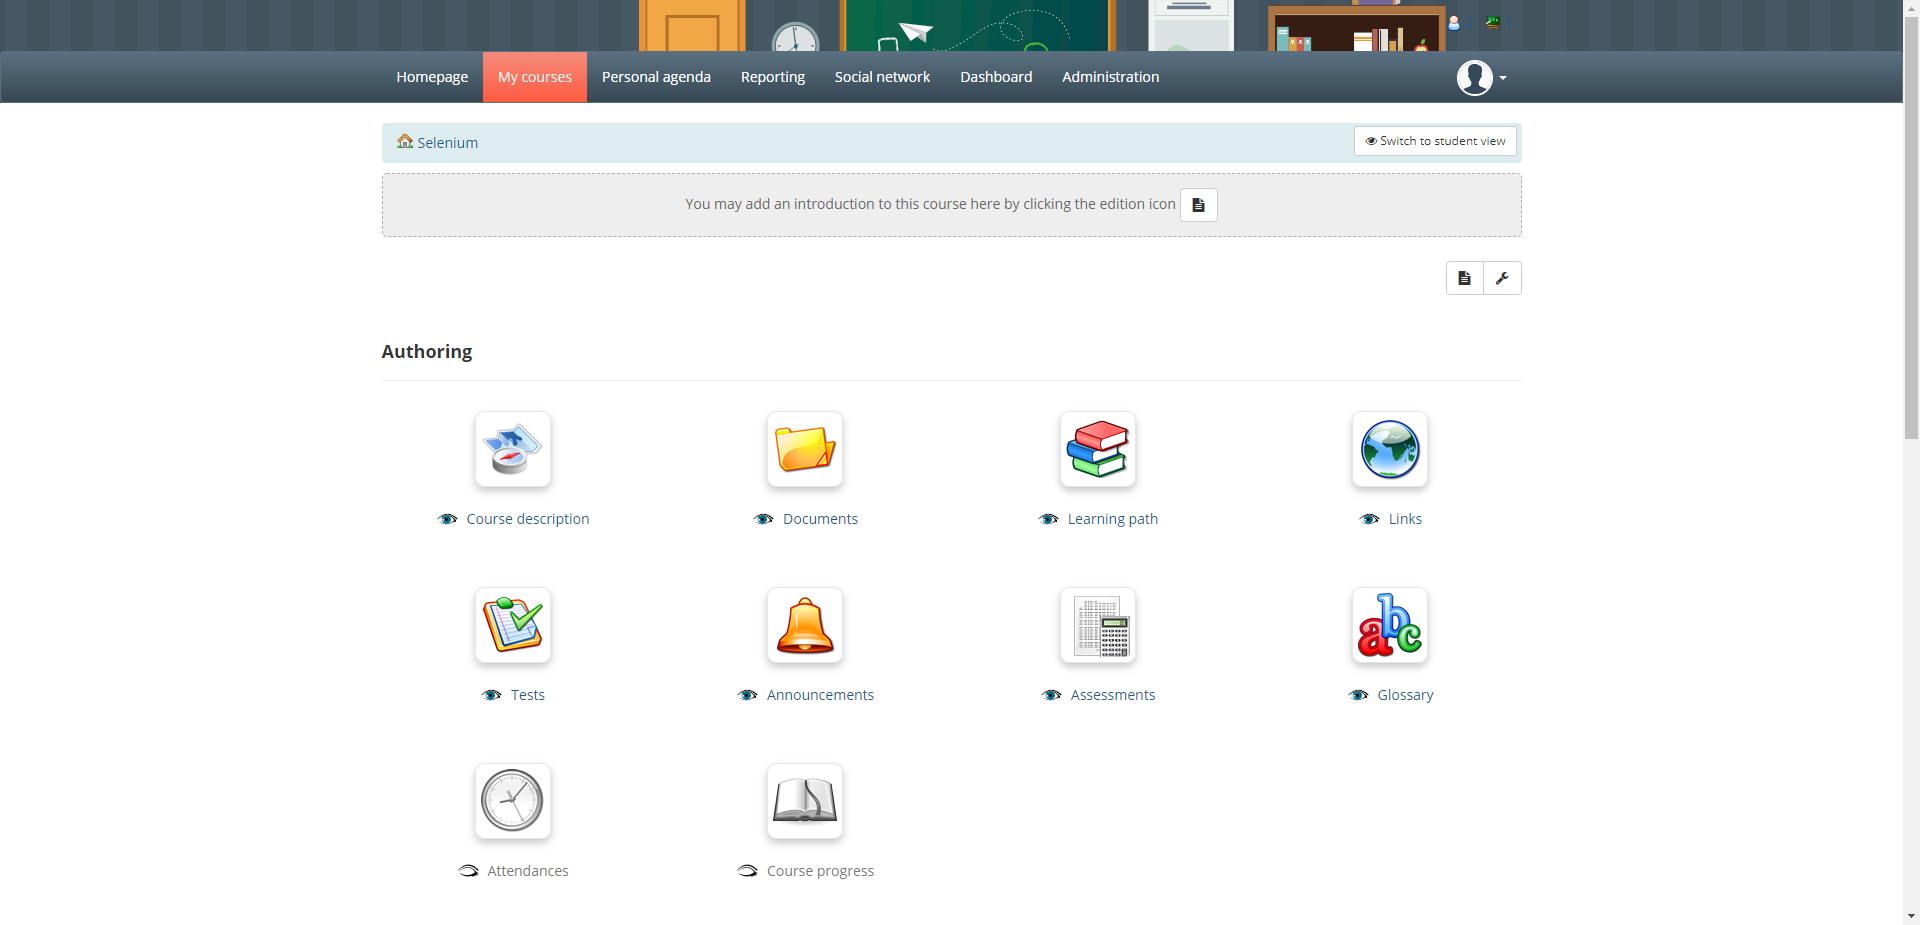 Homepage My courses Personal agenda Reporting Social network Dashboard Administration
Selenium Switch to student view
You may add an introduction to this course here by clicking the edition icon
Authoring
Course description Documents Learning path Links
Tests Announcements Assessments Glossary
Attendances Course progress